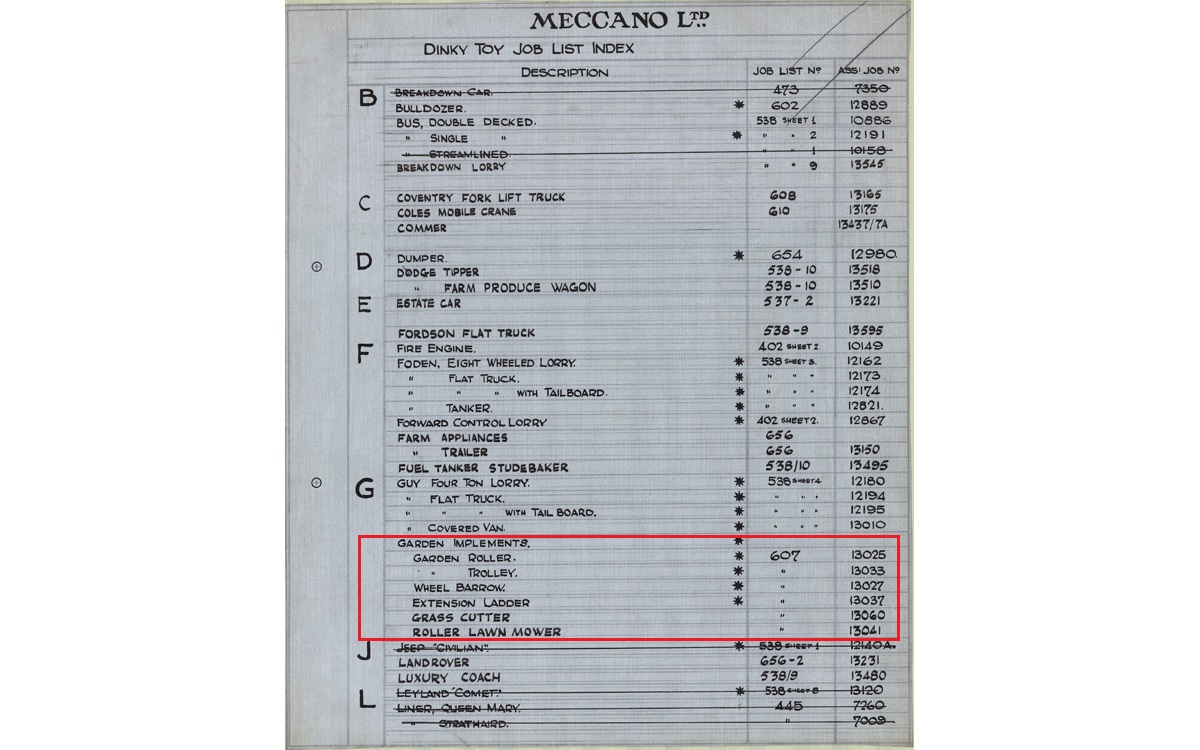 MECCANO LTD
DINKY TOY JOB LIST INDEX
DESCRIPTION JOB LIST Nº ASS: JOB Nº
B BREAKDOWN CAR. 473 7350
BULLDOZER. * 602 12889
BUS, DOUBLE DECKED. 538 SHEET 1 10886
" SINGLE " * " " 2 12191
" STREAMLINED. " " 1 10158
BREAKDOWN LORRY " " 9 13545
C COVENTRY FORK LIFT TRUCK 608 13165
COLES MOBILE CRANE 610 13175
COMMER 13437/7A
D DUMPER. * 654 12980.
DODGE TIPPER 538-10 13518
" FARM PRODUCE WAGON 538-10 13510
E ESTATE CAR 537-2 13221
FORDSON FLAT TRUCK 538-9 13595
F FIRE ENGINE. 402 SHEET 2. 10149
FODEN, EIGHT WHEELED LORRY. * 538 SHEET 3. 12162
" FLAT TRUCK. * " " " 12173.
" " " WITH TAILBOARD. * " " " 12174
" TANKER. * " " " 12821.
FORWARD CONTROL LORRY * 402 SHEET 2. 12867
FARM APPLIANCES 656
" TRAILER 656 13150
FUEL TANKER STUDEBAKER 538/10 13495
G GUY FOUR TON LORRY. * 538 SHEET 4 12180
" FLAT TRUCK. * " " " 12194
" " " WITH TAIL BOARD. * " " " 12195
" COVERED VAN. * " " " 13010
GARDEN IMPLEMENTS. *
GARDEN ROLLER. * 607 13025
" TROLLEY. * " 13033
WHEEL BARROW. * " 13027
EXTENSION LADDER * " 13037
GRASS CUTTER " 13060
ROLLER LAWN MOWER " 13041
J JEEP "CIVILIAN". * 538 SHEET 1 12140A.
LANDROVER 656-2 13231
LUXURY COACH 538/9 13480
L LEYLAND "COMET." * 538 SHEET 8 13120
LINER, QUEEN MARY. 445 7260
" STRATHAIRD. " 7009